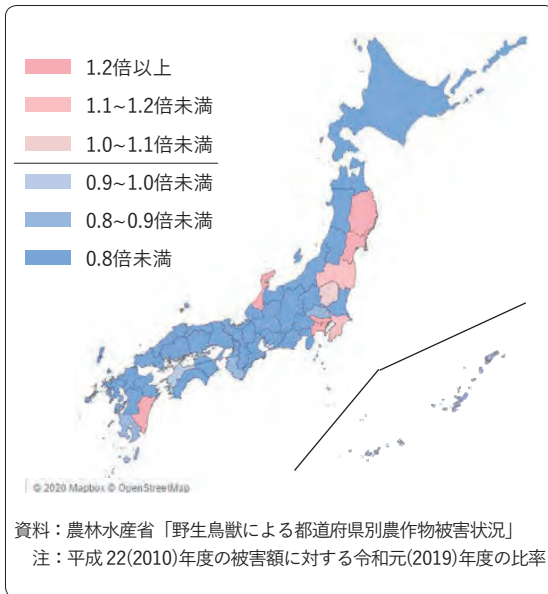 1.2倍以上
1.1~1.2倍未満
1.0~1.1倍未満
0.9~1.0倍未満
0.8~0.9倍未満
0.8倍未満
© 2020 Mapbox © OpenStreetMap
資料：農林水産省「野生鳥獣による都道府県別農作物被害状況」
注：平成 22(2010)年度の被害額に対する令和元(2019)年度の比率